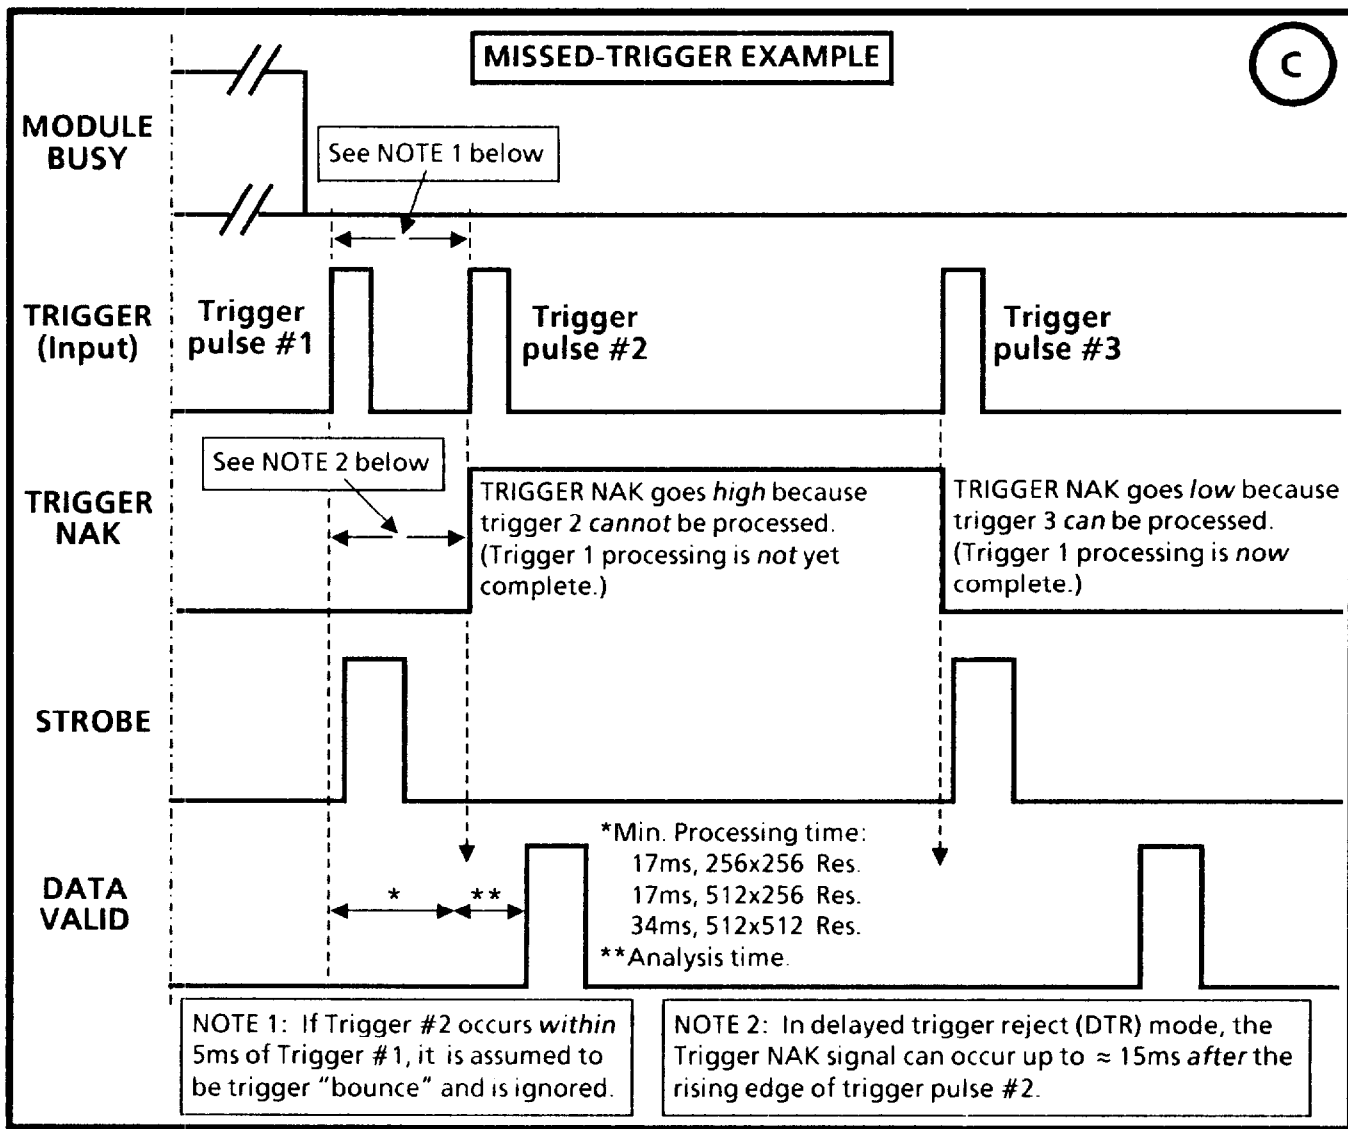 MISSED-TRIGGER EXAMPLE
C
MODULE
BUSY
See NOTE 1 below
TRIGGER
(Input)
Trigger
pulse #1
Trigger
pulse #2
Trigger
pulse #3
See NOTE 2 below
TRIGGER
NAK
TRIGGER NAK goes high because
trigger 2 cannot be processed.
(Trigger 1 processing is not yet
complete.)
TRIGGER NAK goes low because
trigger 3 can be processed.
(Trigger 1 processing is now
complete.)
STROBE
DATA
VALID
*
**
*Min. Processing time:
17ms, 256x256 Res.
17ms, 512x256 Res.
34ms, 512x512 Res.
**Analysis time.
NOTE 1: If Trigger #2 occurs within
5ms of Trigger #1, it is assumed to
be trigger "bounce" and is ignored.
NOTE 2: In delayed trigger reject (DTR) mode, the
Trigger NAK signal can occur up to ≈ 15ms after the
rising edge of trigger pulse #2.